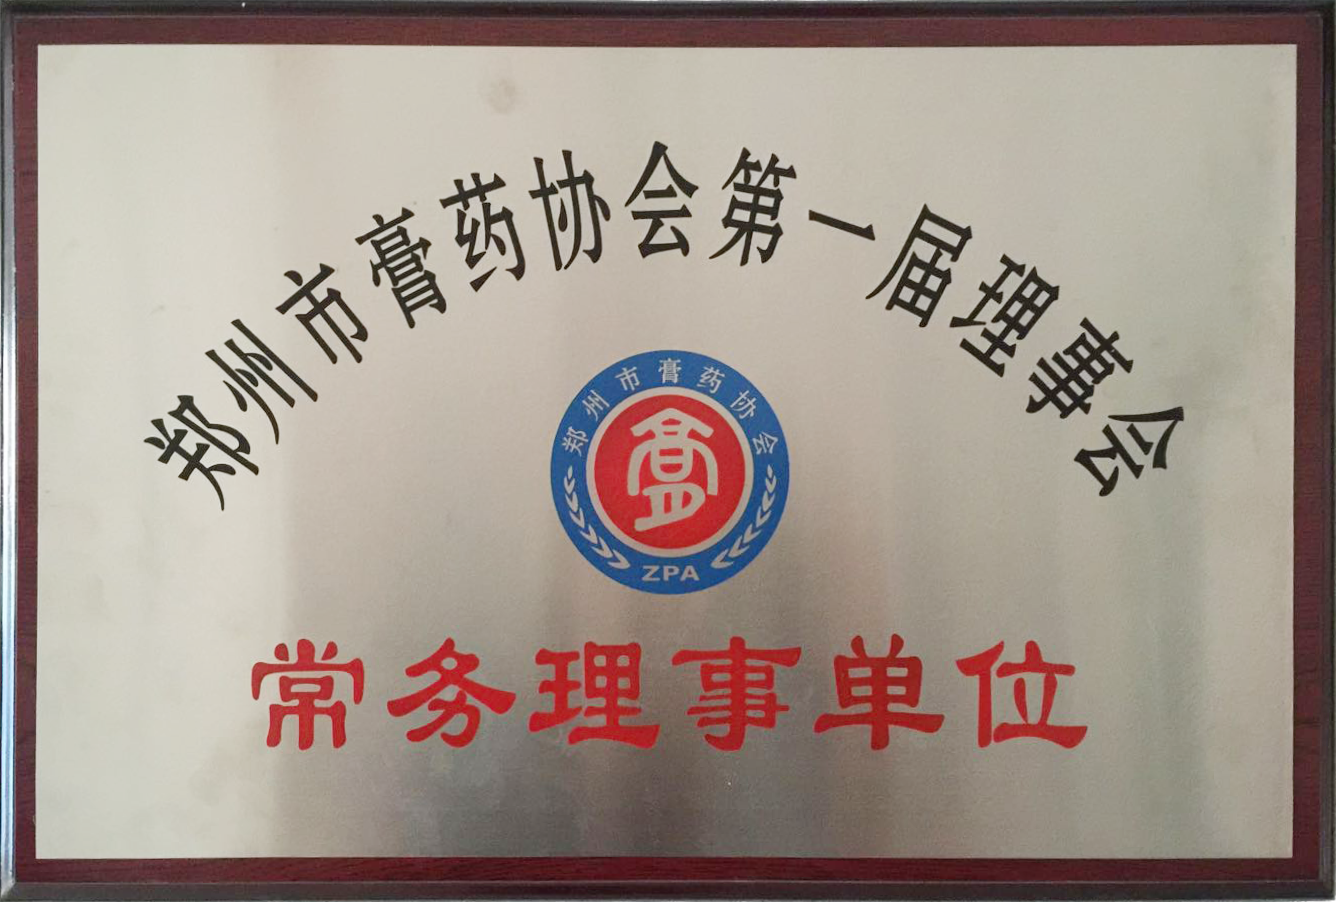 郑州市膏药协会第一届理事会
郑州市膏药协会
膏
ZPA
常务理事单位